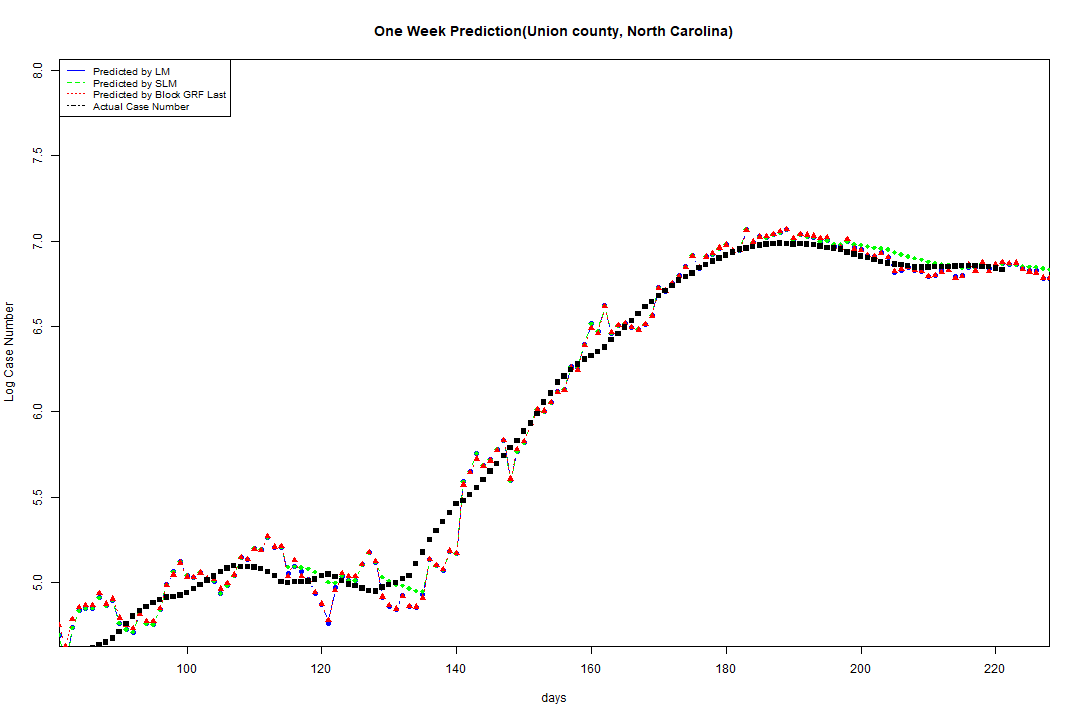 One Week Prediction(Union county, North Carolina)
Predicted by LM
Predicted by SLM
Predicted by Block GRF Last
Actual Case Number
Log Case Number
8.0
7.5
7.0
6.5
6.0
5.5
5.0
100 120 140 160 180 200 220
days